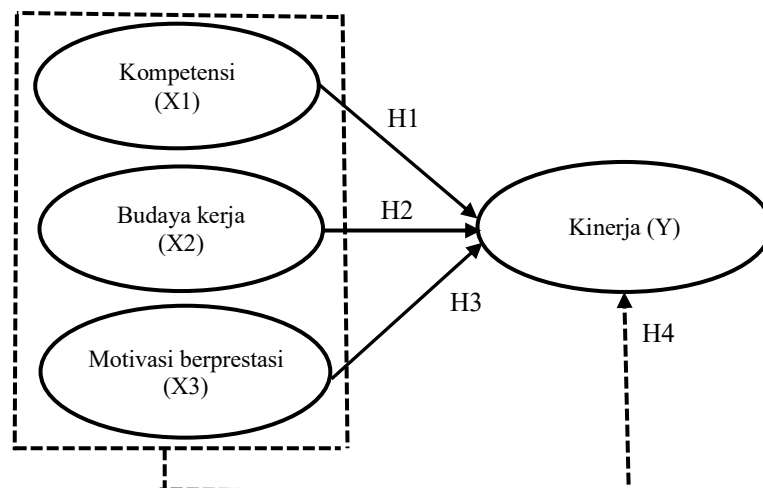 Kompetensi
(X1)
H1
Budaya kerja
(X2)
H2
Kinerja (Y)
H3
Motivasi berprestasi
(X3)
H4